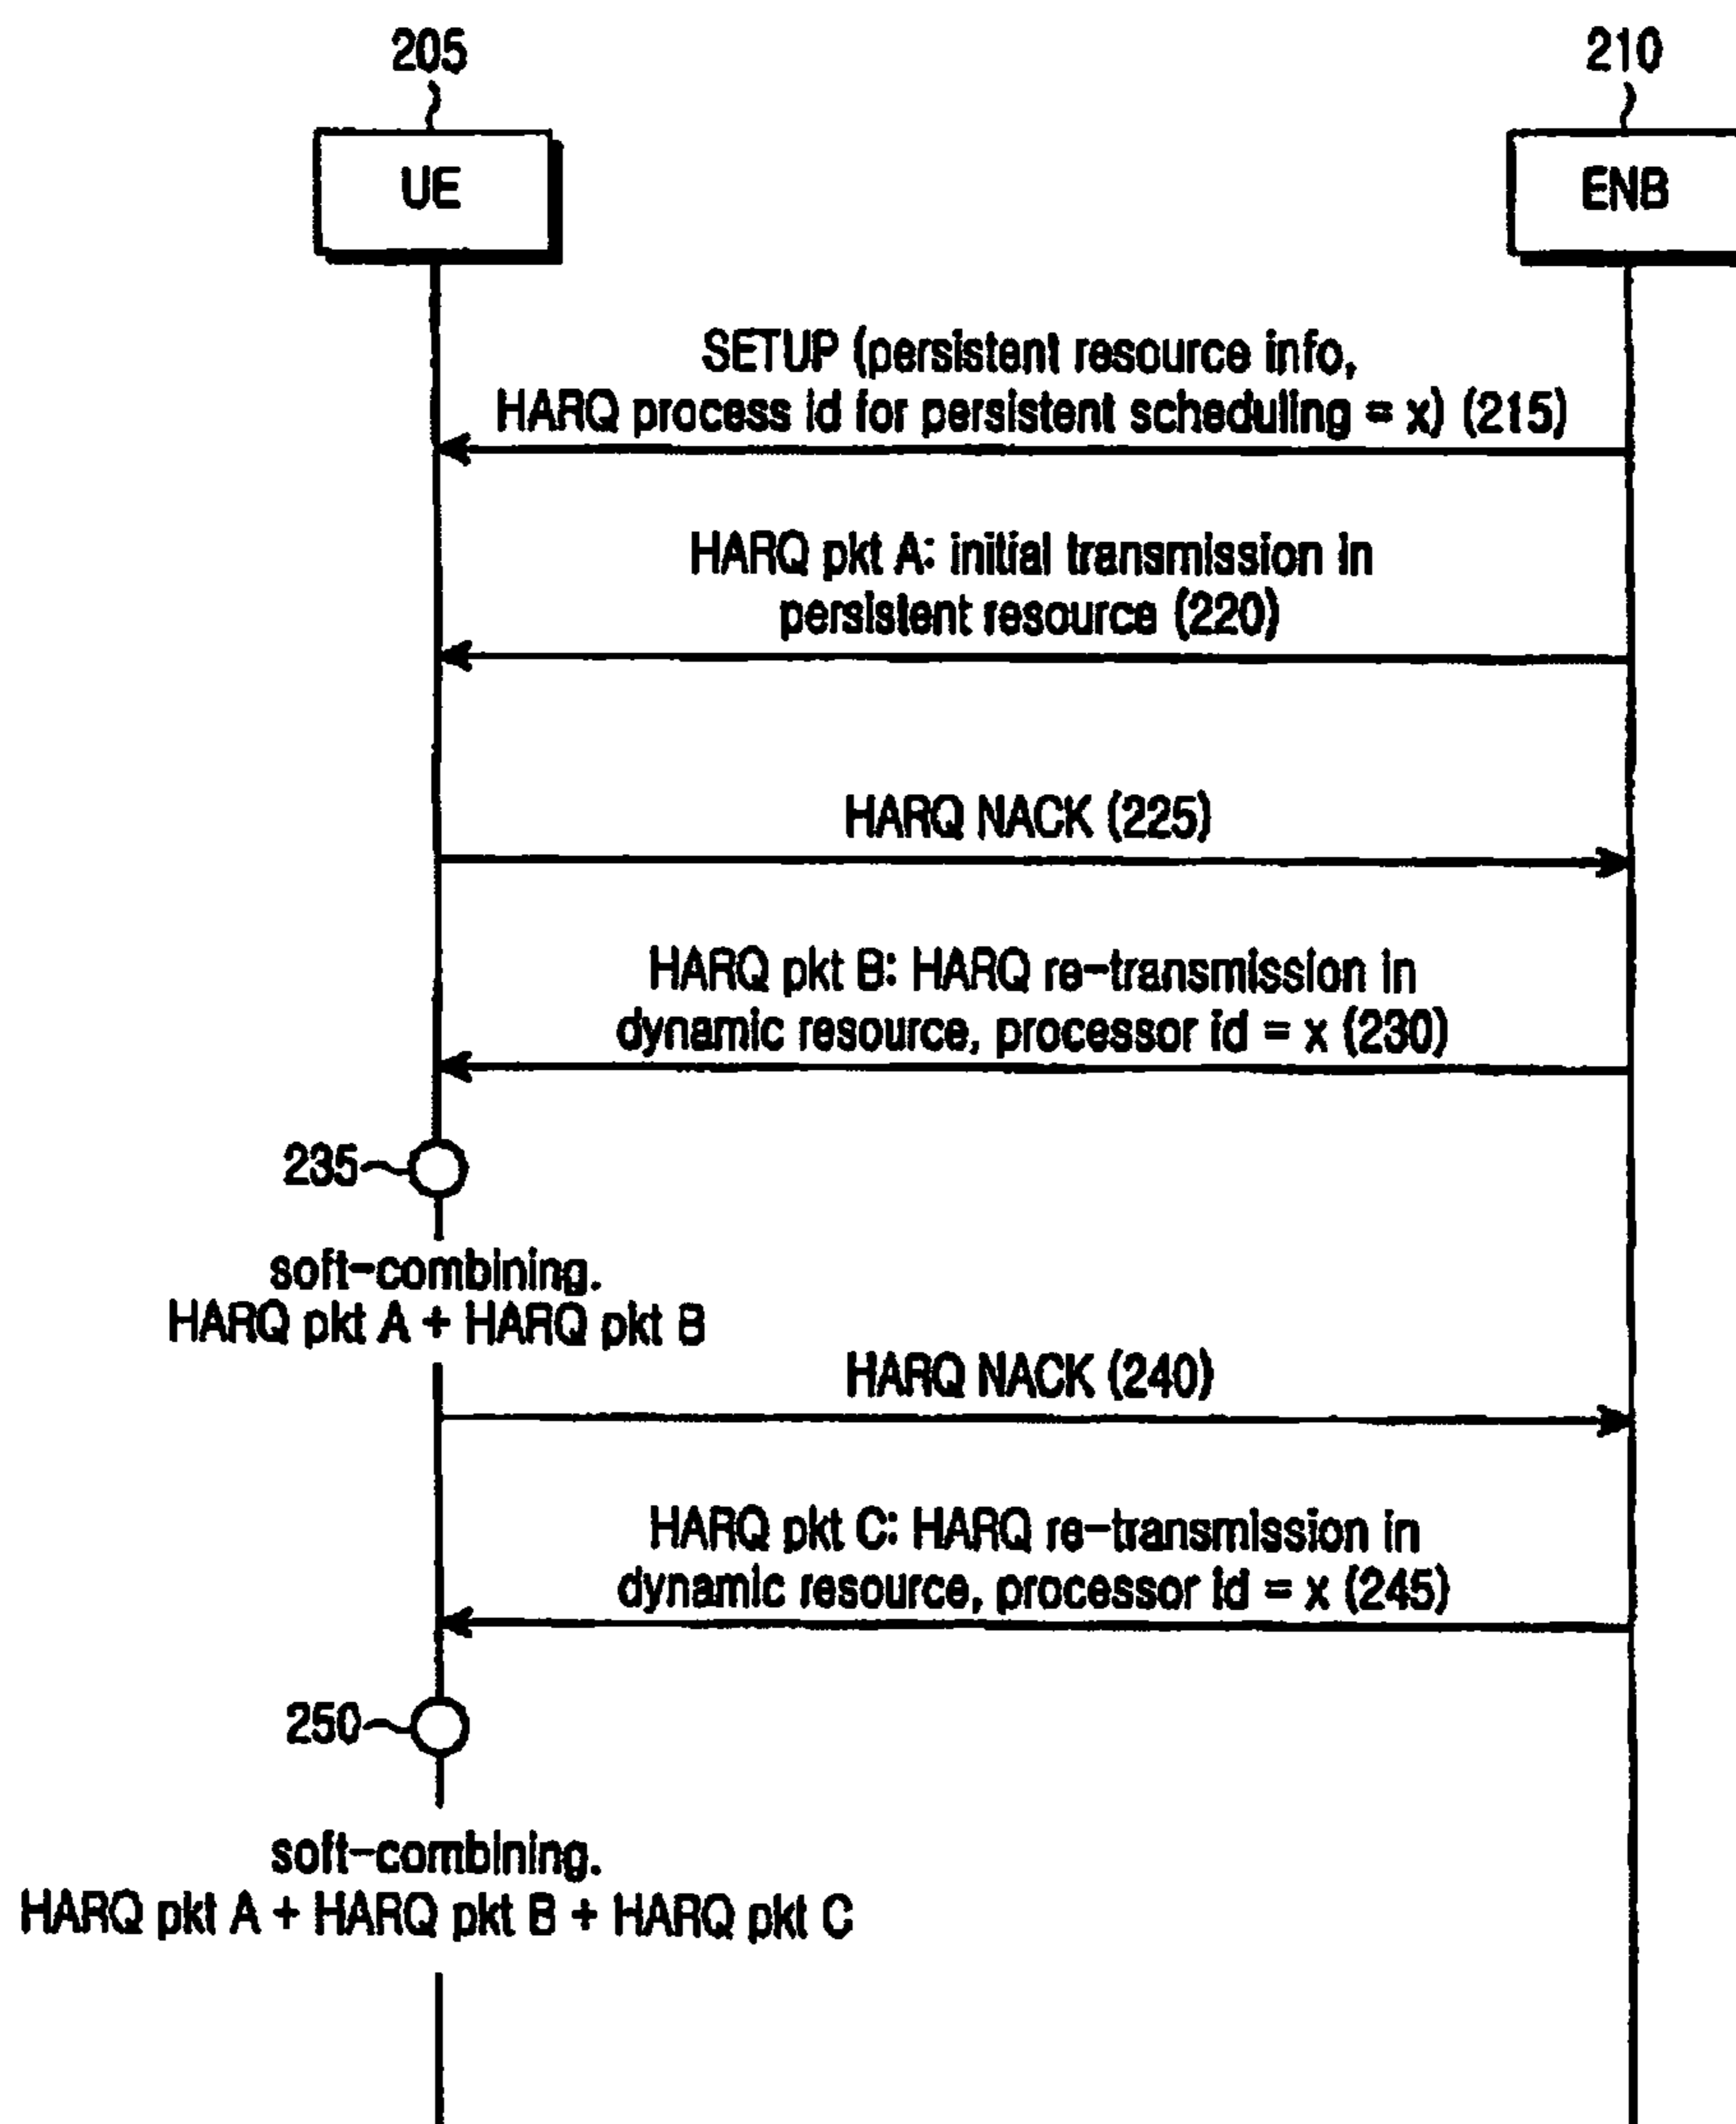 205
210
UE
ENB
SETUP (persistent resource info,
HARQ process id for persistent scheduling = x) (215)
HARQ pkt A: initial transmission in
persistent resource (220)
HARQ NACK (225)
HARQ pkt B: HARQ re-transmission in
dynamic resource, processor id = x (230)
235
soft-combining.
HARQ pkt A + HARQ pkt B
HARQ NACK (240)
HARQ pkt C: HARQ re-transmission in
dynamic resource, processor id = x (245)
250
soft-combining.
HARQ pkt A + HARQ pkt B + HARQ pkt C